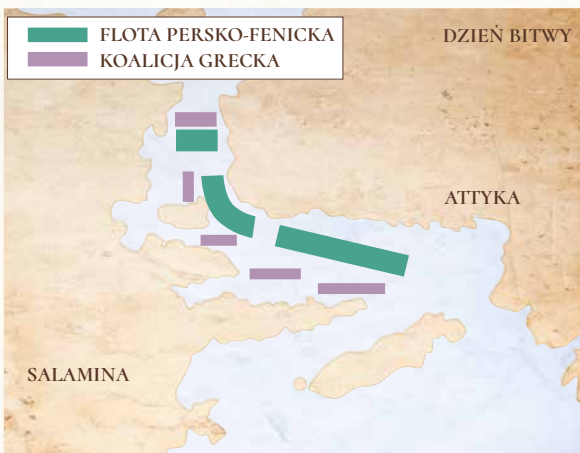 FLOTA PERSKO-FENICKA
KOALICJA GRECKA
DZIEŃ BITWY
ATTYKA
SALAMINA